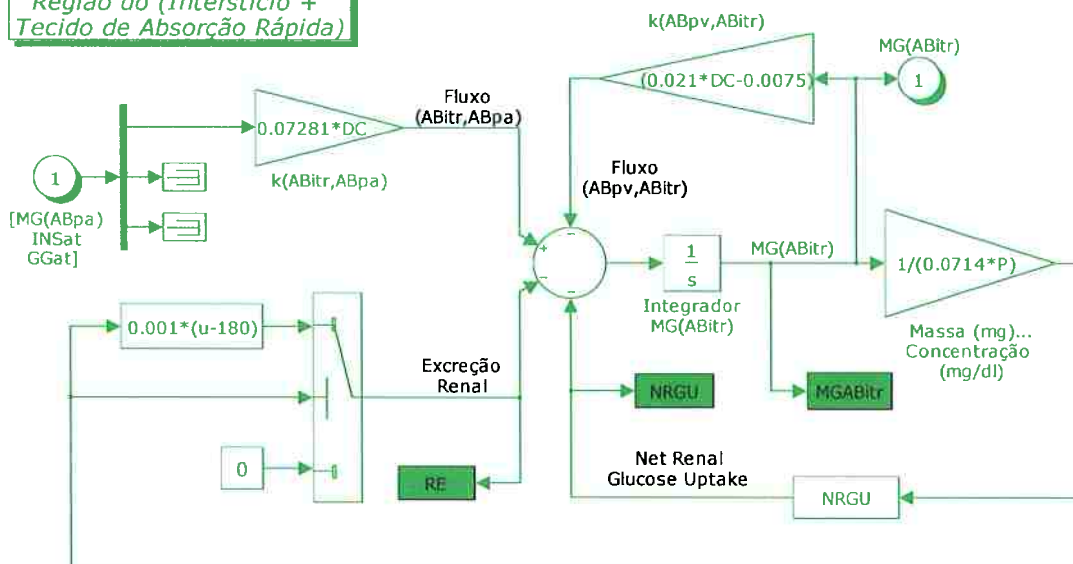 Região do (Interstício +
Tecido de Absorção Rápida)
k(ABpv,ABitr)
(0.021*DC-0.0075)
MG(ABitr)
1
Fluxo
(ABitr,ABpa)
0.07281*DC
k(ABitr,ABpa)
1
[MG(ABpa)
INSat
GGat]
Fluxo
(ABpv,ABitr)
+
−
−
−
1
s
Integrador
MG(ABitr)
MG(ABitr)
1/(0.0714*P)
Massa (mg)...
Concentração
(mg/dl)
0.001*(u-180)
Excreção
Renal
0
RE
NRGU
MGABitr
Net Renal
Glucose Uptake
NRGU